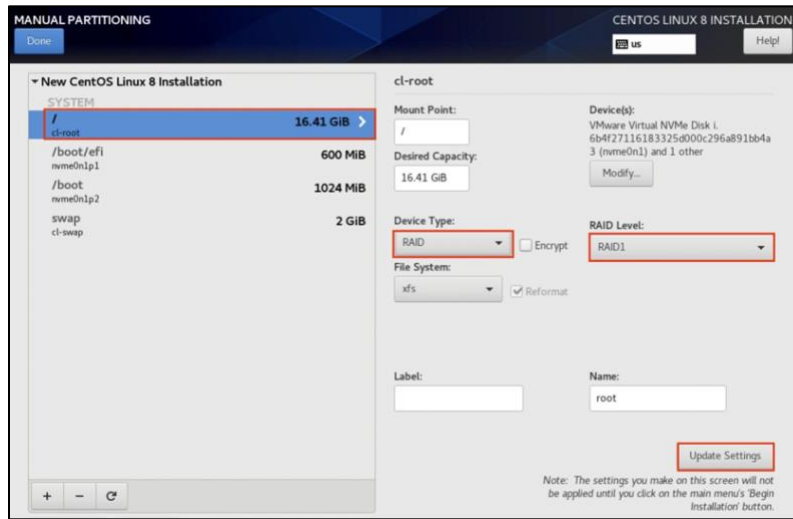 MANUAL PARTITIONING
CENTOS LINUX 8 INSTALLATION
Done
us
Help!
New CentOS Linux 8 Installation
SYSTEM
/
16.41 GiB
cl-root
/boot/efi
600 MiB
nvme0n1p1
/boot
1024 MiB
nvme0n1p2
swap
2 GiB
cl-swap
cl-root
Mount Point:
/
Desired Capacity:
16.41 GiB
Device(s):
VMware Virtual NVMe Disk i.
6b4f27116183325d000c296a891bb4a
3 (nvme0n1) and 1 other
Modify...
Device Type:
RAID
Encrypt
RAID Level:
RAID1
File System:
xfs
Reformat
Label:
Name:
root
Update Settings
Note: The settings you make on this screen will not
be applied until you click on the main menu's 'Begin
Installation' button.
+ -